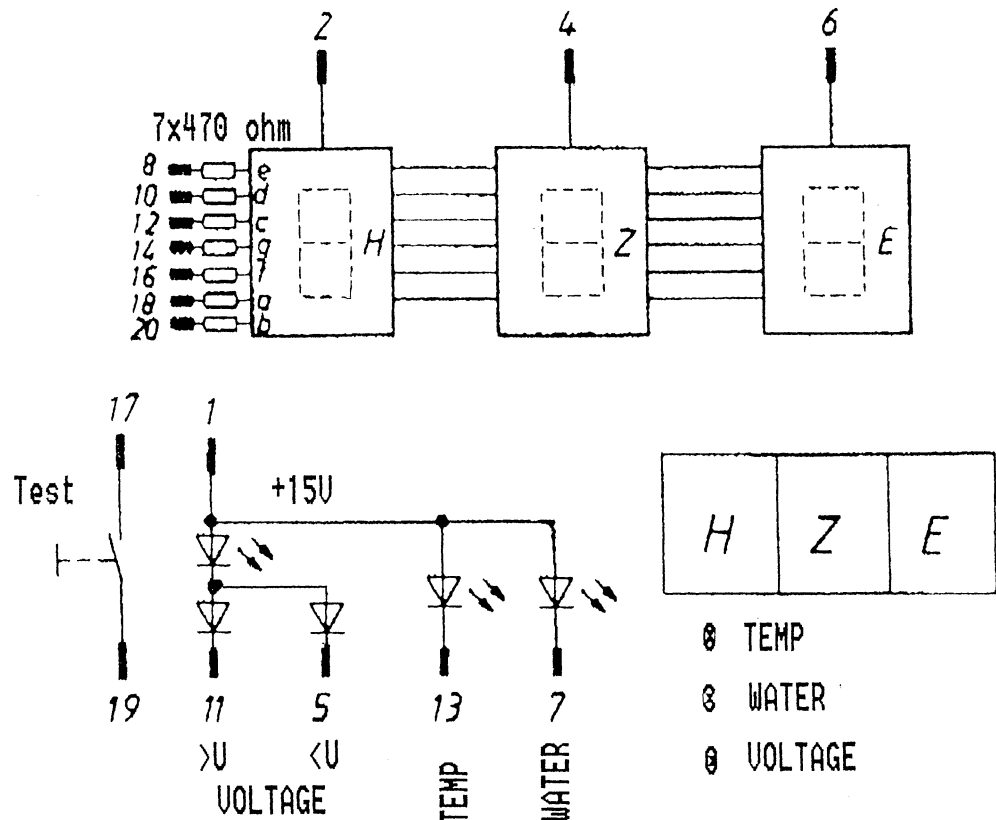 2 4 6
7x470 ohm
8 e
10 d
12 c
14 g
16 f
18 a
20 b
H Z E
17 1
Test +15V
H Z E
TEMP
WATER
VOLTAGE
19 11 5 13 7
>U <U
VOLTAGE
TEMP
WATER